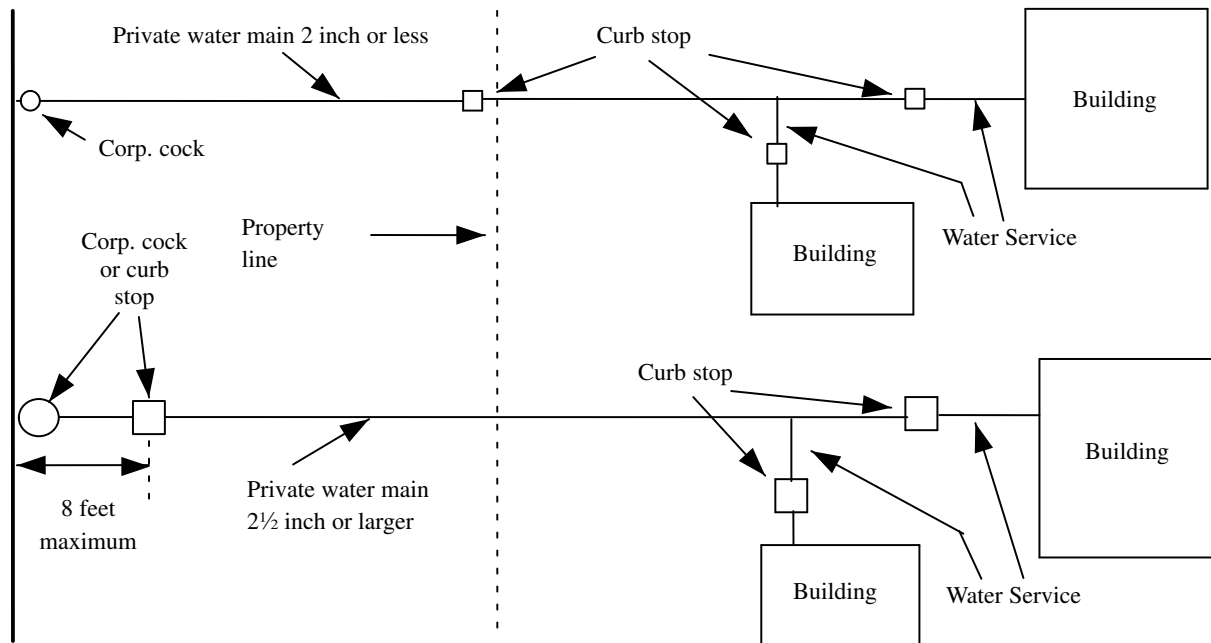 Private water main 2 inch or less
Curb stop
Building
Corp. cock
Building
Water Service
Property
line
Corp. cock
or curb
stop
Curb stop
Building
Private water main
2½ inch or larger
8 feet
maximum
Building
Water Service